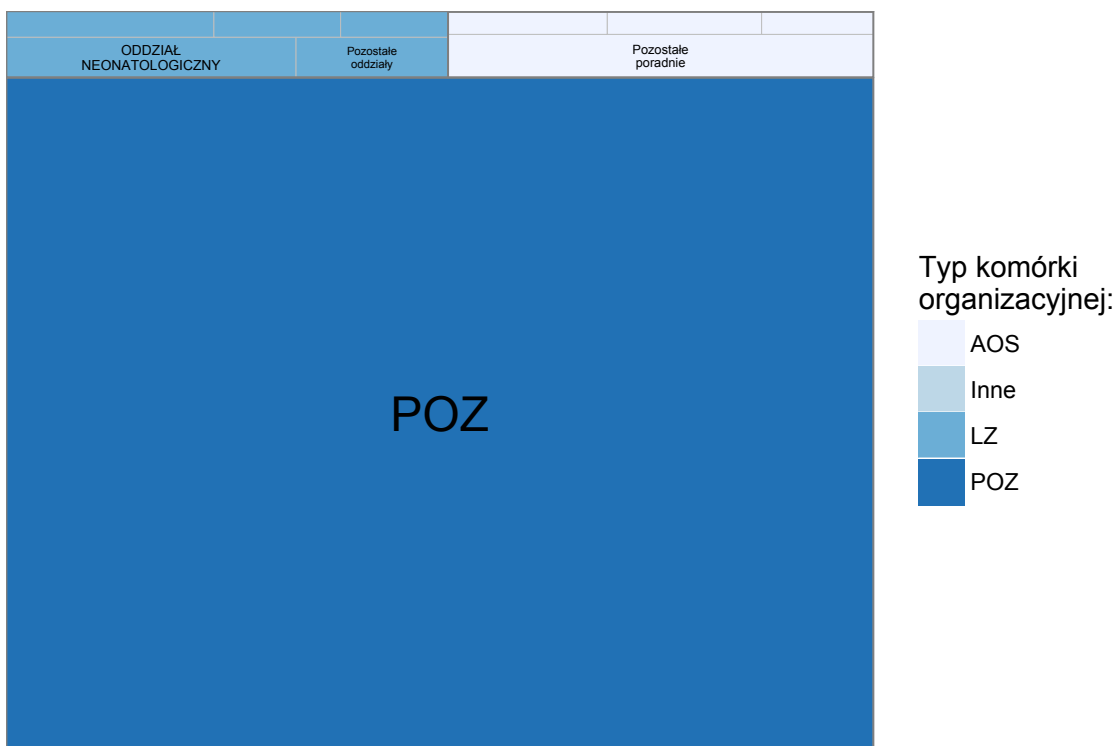 ODDZIAŁ
NEONATOLOGICZNY
Pozostałe
oddziały
Pozostałe
poradnie
POZ
Typ komórki
organizacyjnej:
AOS
Inne
LZ
POZ